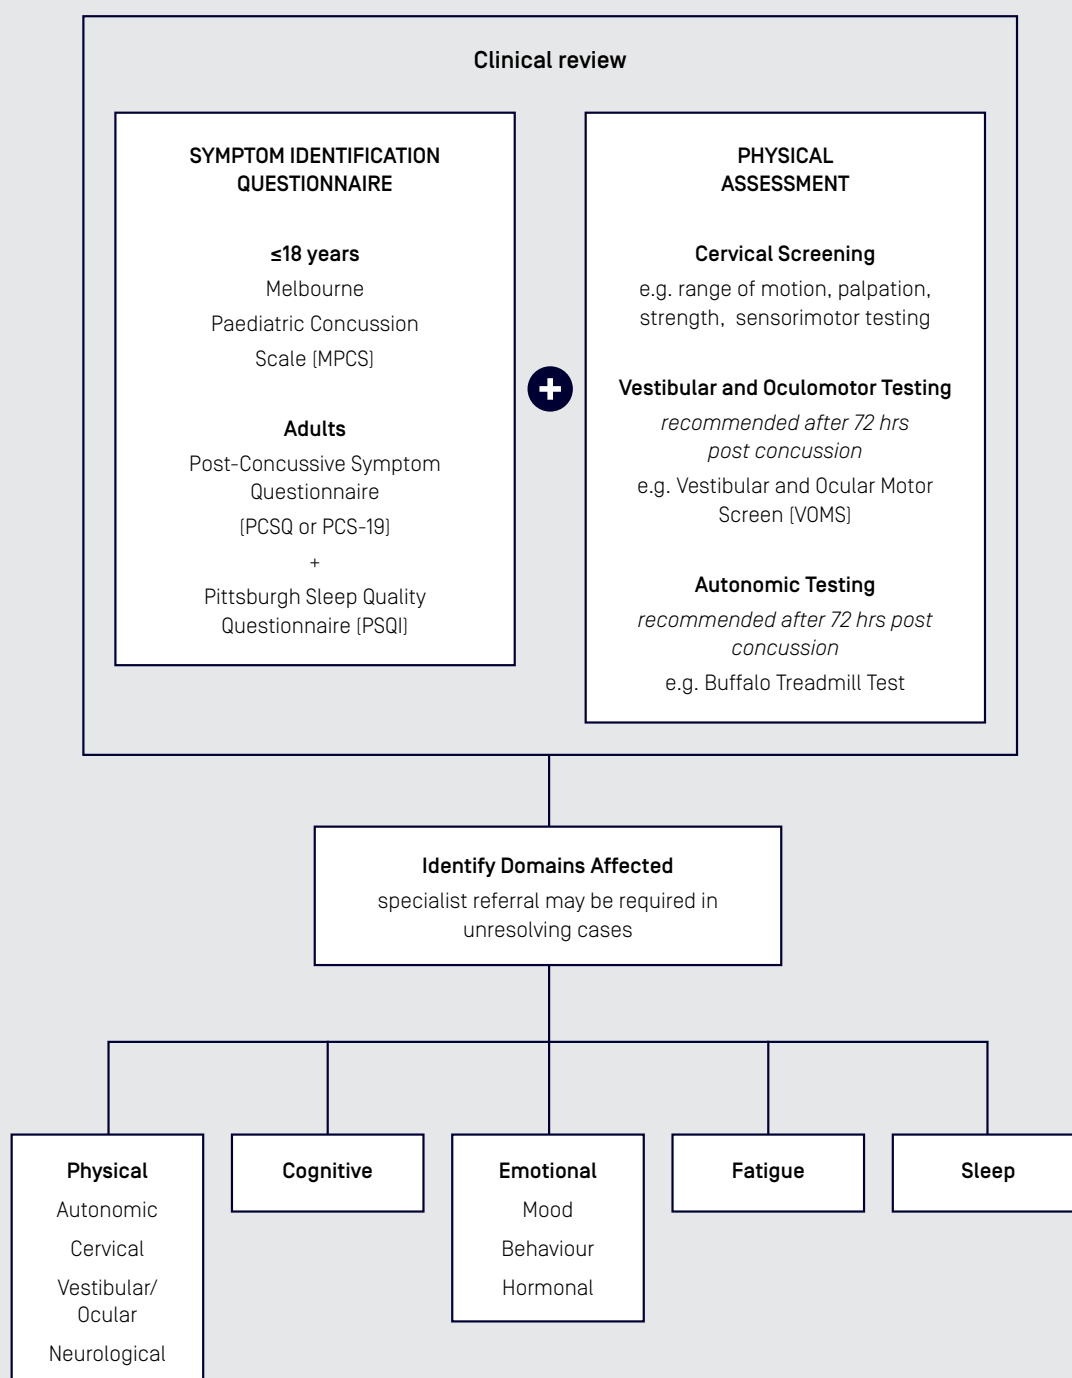 Clinical review
SYMPTOM IDENTIFICATION
QUESTIONNAIRE
≤18 years
Melbourne
Paediatric Concussion
Scale [MPCS]
Adults
Post-Concussive Symptom
Questionnaire
[PCSQ or PCS-19]
+
Pittsburgh Sleep Quality
Questionnaire [PSQI]
+
PHYSICAL
ASSESSMENT
Cervical Screening
e.g. range of motion, palpation,
strength, sensorimotor testing
Vestibular and Oculomotor Testing
recommended after 72 hrs
post concussion
e.g. Vestibular and Ocular Motor
Screen [VOMS]
Autonomic Testing
recommended after 72 hrs post
concussion
e.g. Buffalo Treadmill Test
Identify Domains Affected
specialist referral may be required in
unresolving cases
Physical
Autonomic
Cervical
Vestibular/
Ocular
Neurological
Cognitive
Emotional
Mood
Behaviour
Hormonal
Fatigue
Sleep